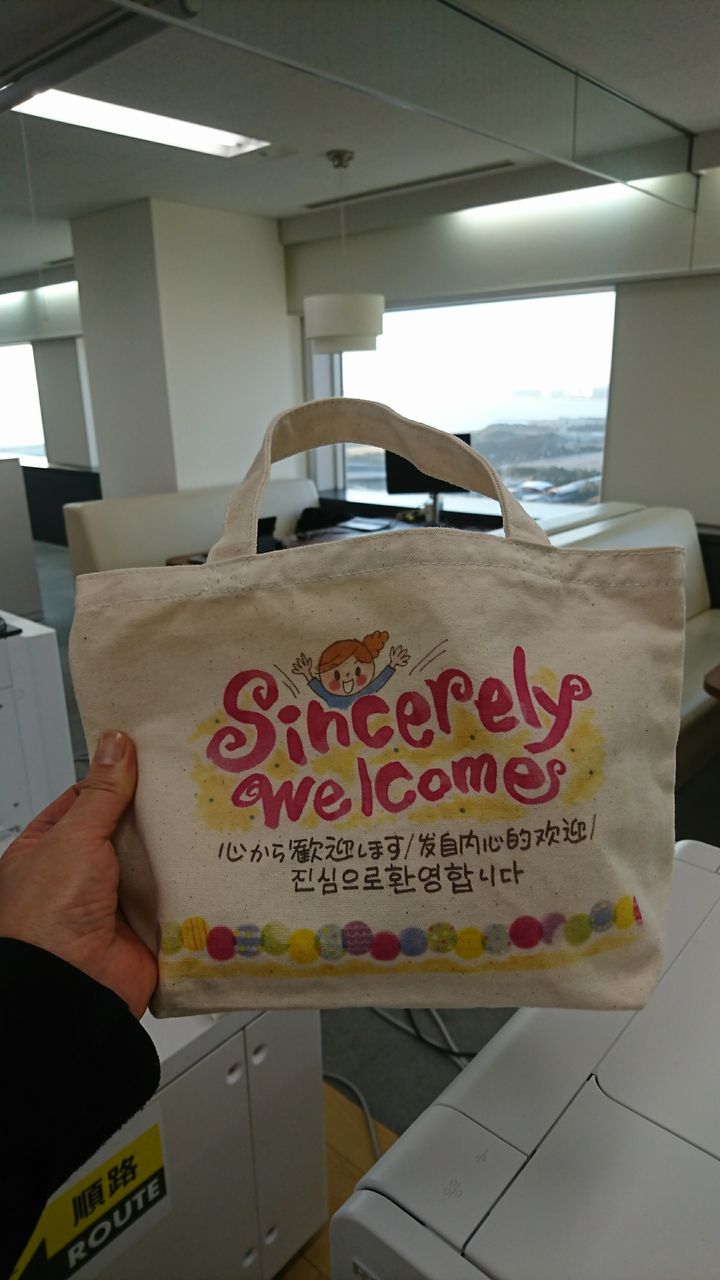 Sincerely
welcomes
心から歓迎します/发自内心的欢迎/
진심으로환영합니다
順路
ROUTE